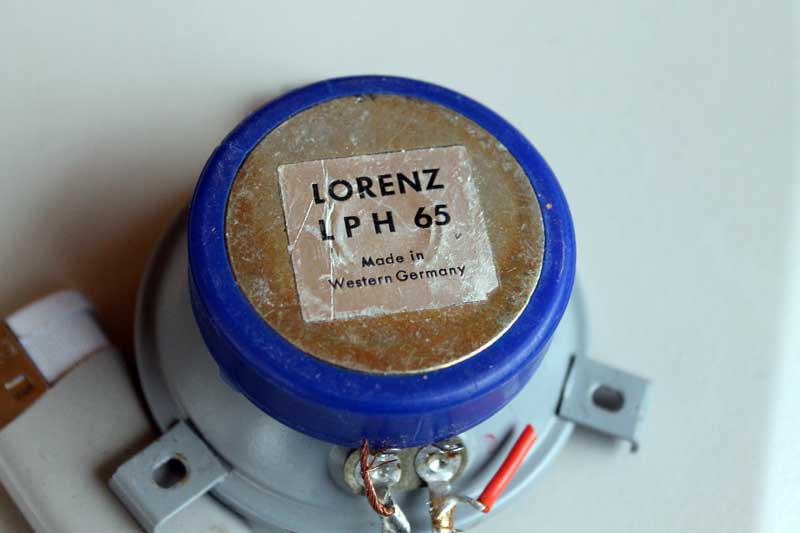 LORENZ
LPH 65
Made in
Western Germany